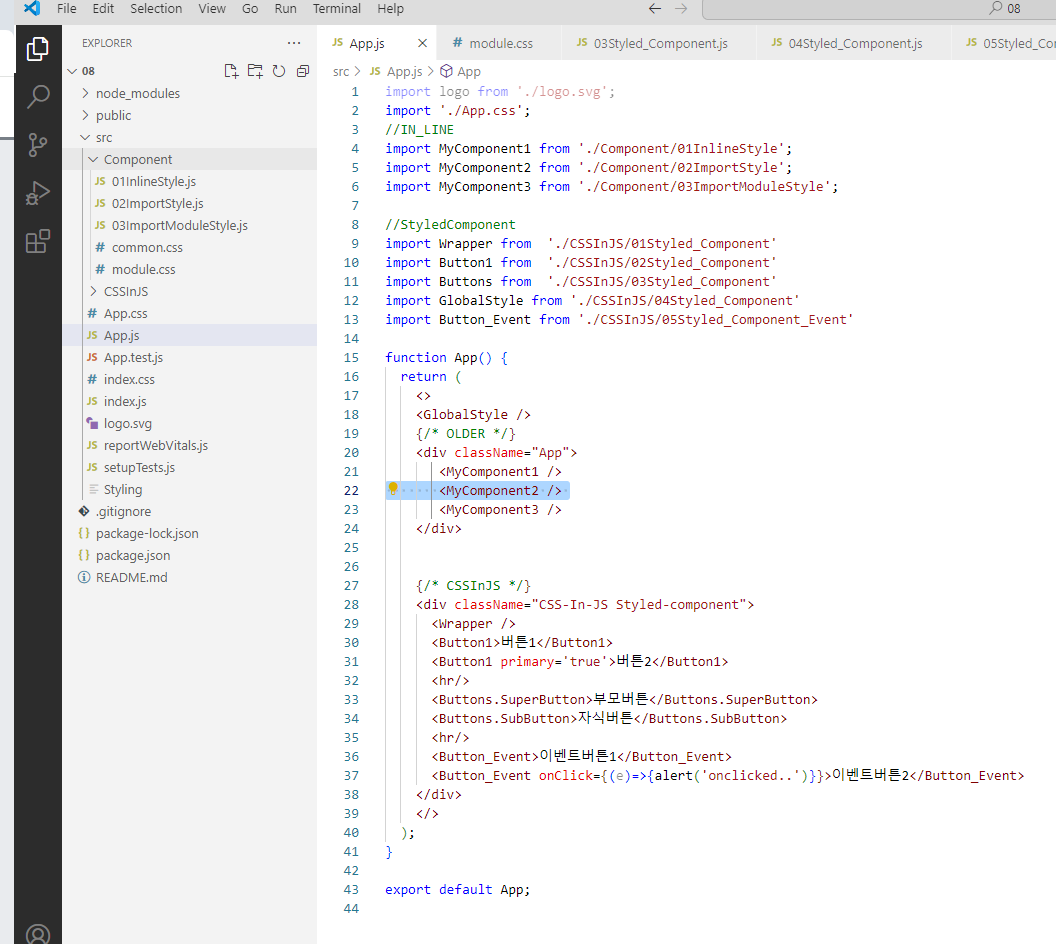 File Edit Selection View Go Run Terminal Help
08
EXPLORER
08
node_modules
public
src
Component
JS 01InlineStyle.js
JS 02ImportStyle.js
JS 03ImportModuleStyle.js
# common.css
# module.css
CSSInJS
# App.css
JS App.js
JS App.test.js
# index.css
JS index.js
logo.svg
JS reportWebVitals.js
JS setupTests.js
Styling
.gitignore
{} package-lock.json
{} package.json
README.md
JS App.js
# module.css
JS 03Styled_Component.js
JS 04Styled_Component.js
JS 05Styled_Co
src > JS App.js > App
1 import logo from './logo.svg';
2 import './App.css';
3 //IN_LINE
4 import MyComponent1 from './Component/01InlineStyle';
5 import MyComponent2 from './Component/02ImportStyle';
6 import MyComponent3 from './Component/03ImportModuleStyle';
7
8 //StyledComponent
9 import Wrapper from  './CSSInJS/01Styled_Component'
10 import Button1 from  './CSSInJS/02Styled_Component'
11 import Buttons from  './CSSInJS/03Styled_Component'
12 import GlobalStyle from './CSSInJS/04Styled_Component'
13 import Button_Event from './CSSInJS/05Styled_Component_Event'
14
15 function App() {
16   return (
17     <>
18     <GlobalStyle />
19     {/* OLDER */}
20     <div className="App">
21        <MyComponent1 />
22        <MyComponent2 />
23        <MyComponent3 />
24     </div>
25
26
27     {/* CSSInJS */}
28     <div className="CSS-In-JS Styled-component">
29       <Wrapper />
30       <Button1>버튼1</Button1>
31       <Button1 primary='true'>버튼2</Button1>
32       <hr/>
33       <Buttons.SuperButton>부모버튼</Buttons.SuperButton>
34       <Buttons.SubButton>자식버튼</Buttons.SubButton>
35       <hr/>
36       <Button_Event>이벤트버튼1</Button_Event>
37       <Button_Event onClick={(e)=>{alert('onclicked..')}}>이벤트버튼2</Button_Event>
38     </div>
39     </>
40   );
41 }
42
43 export default App;
44